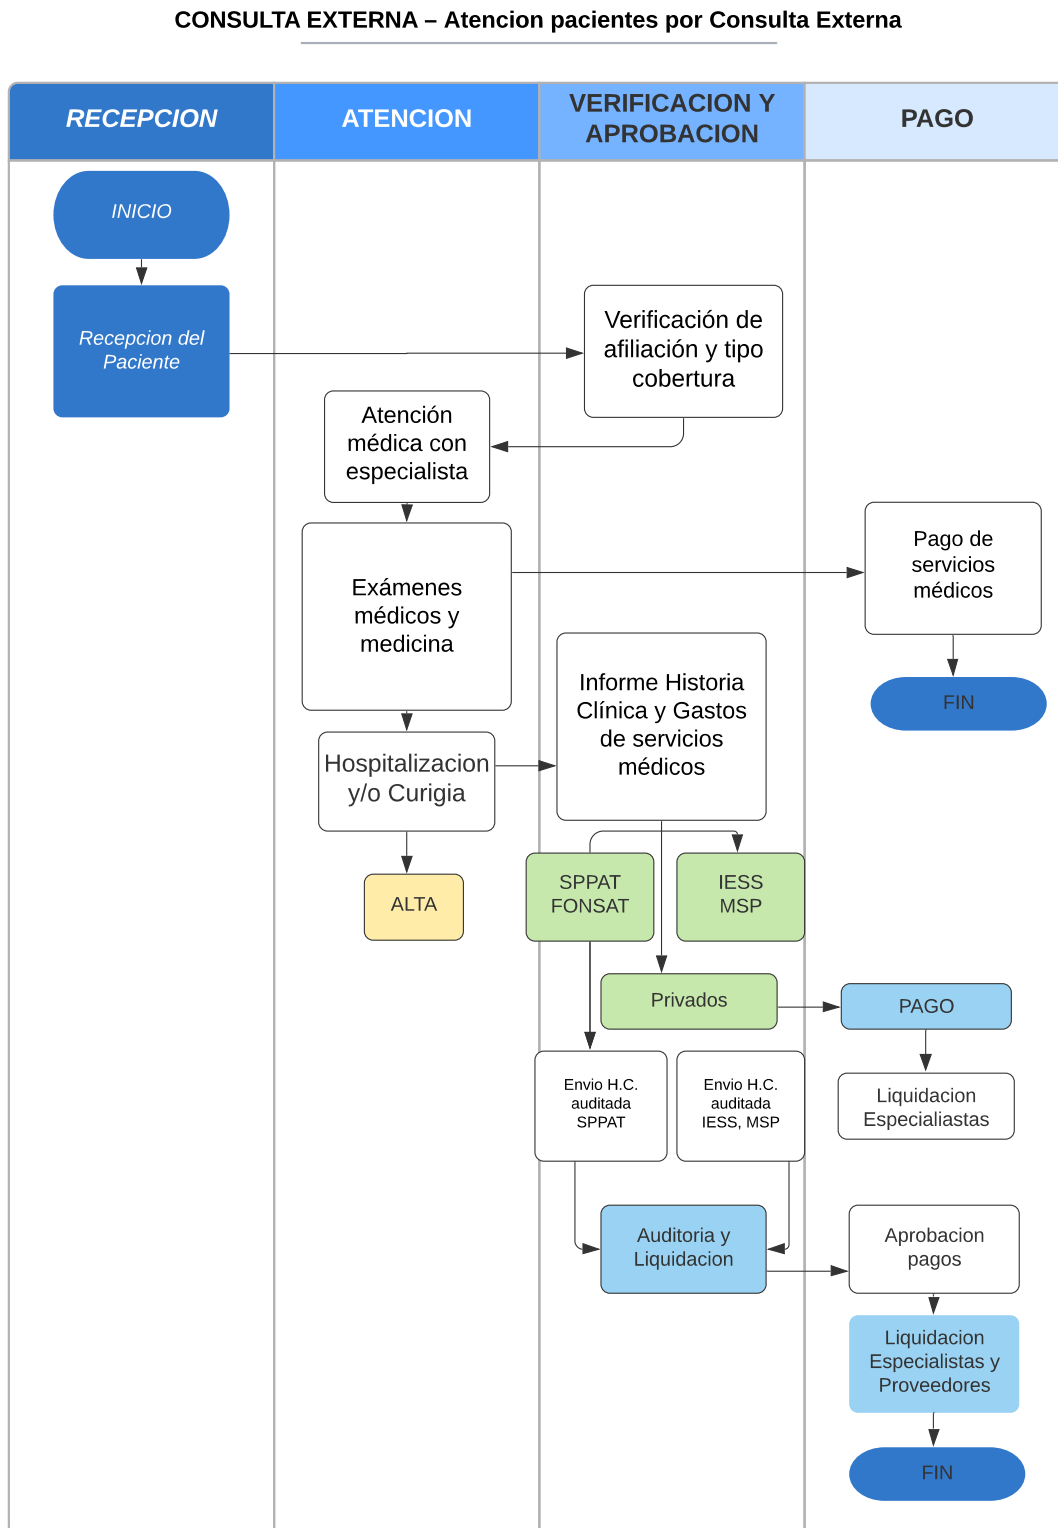 CONSULTA EXTERNA – Atencion pacientes por Consulta Externa
RECEPCION
ATENCION
VERIFICACION Y
APROBACION
PAGO
INICIO
Recepcion del
Paciente
Verificación de
afiliación y tipo
cobertura
Atención
médica con
especialista
Exámenes
médicos y
medicina
Pago de
servicios
médicos
FIN
Informe Historia
Clínica y Gastos
de servicios
médicos
Hospitalizacion
y/o Curigia
ALTA
SPPAT
FONSAT
IESS
MSP
Privados
PAGO
Liquidacion
Especialiastas
Envio H.C.
auditada
SPPAT
Envio H.C.
auditada
IESS, MSP
Auditoria y
Liquidacion
Aprobacion
pagos
Liquidacion
Especialistas y
Proveedores
FIN